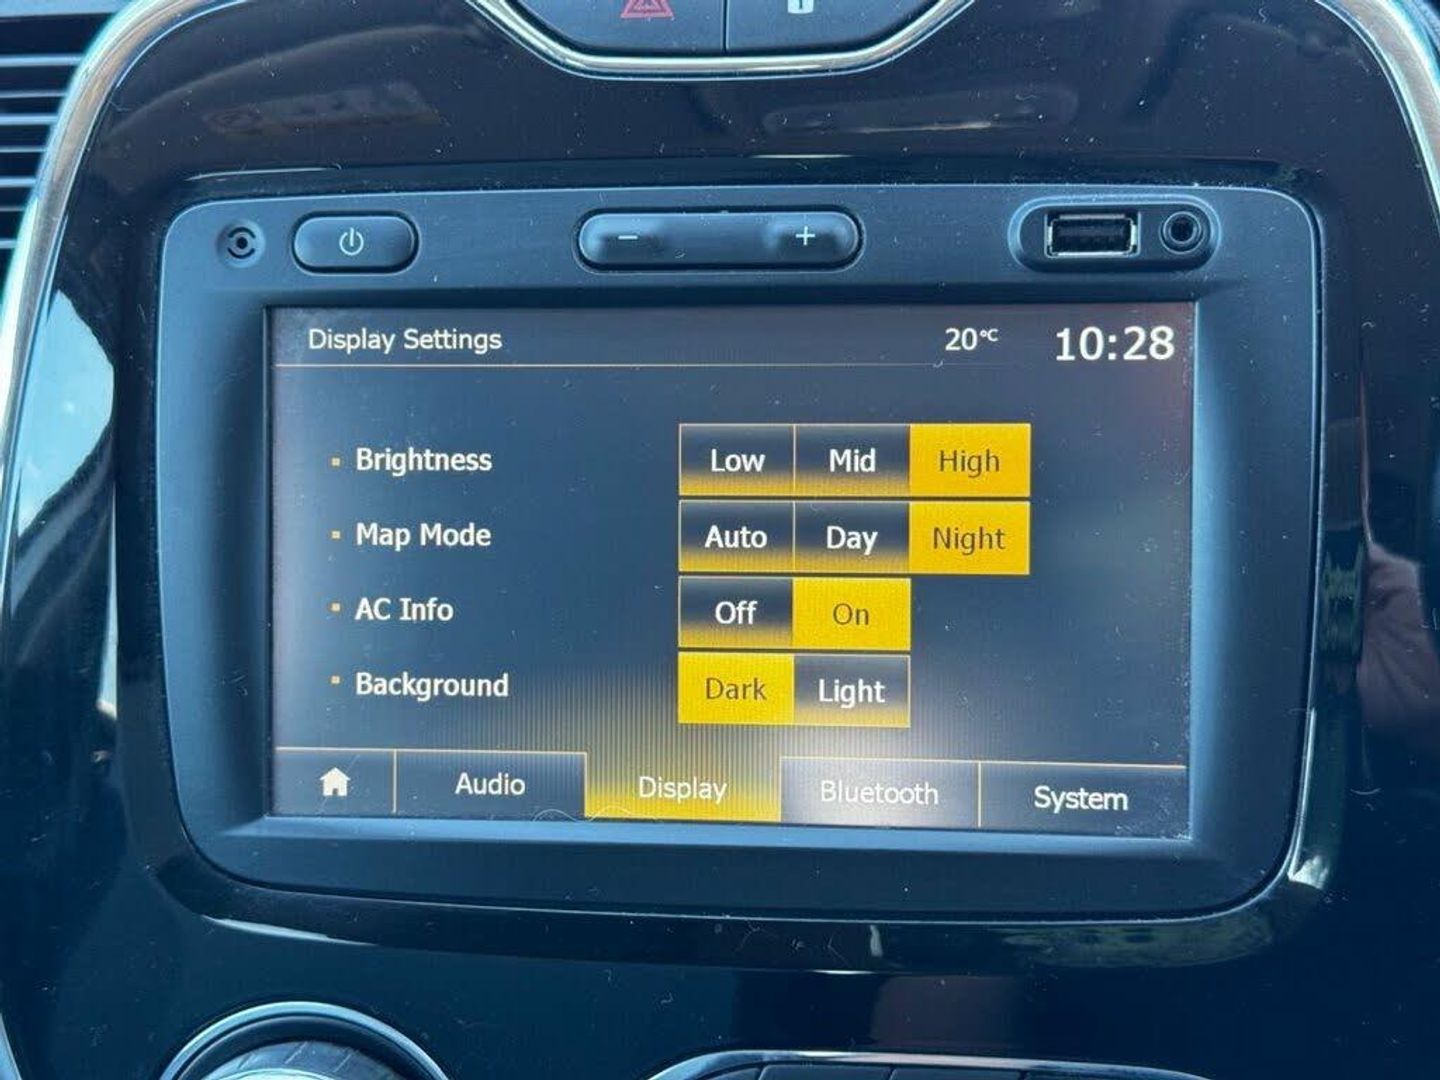 Display Settings 20°C 10:28
Brightness Low Mid High
Map Mode Auto Day Night
AC Info Off On
Background Dark Light
Audio Display Bluetooth System